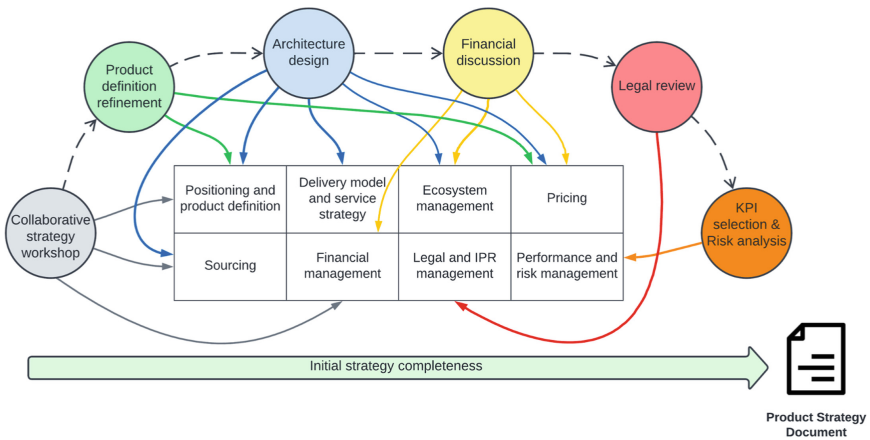 Architecture
design
Financial
discussion
Product
definition
refinement
Legal review
Collaborative
strategy
workshop
Positioning and
product definition
Delivery model
and service
strategy
Ecosystem
management
Pricing
KPI
selection &
Risk analysis
Sourcing
Financial
management
Legal and IPR
management
Performance and
risk management
Initial strategy completeness
Product Strategy
Document